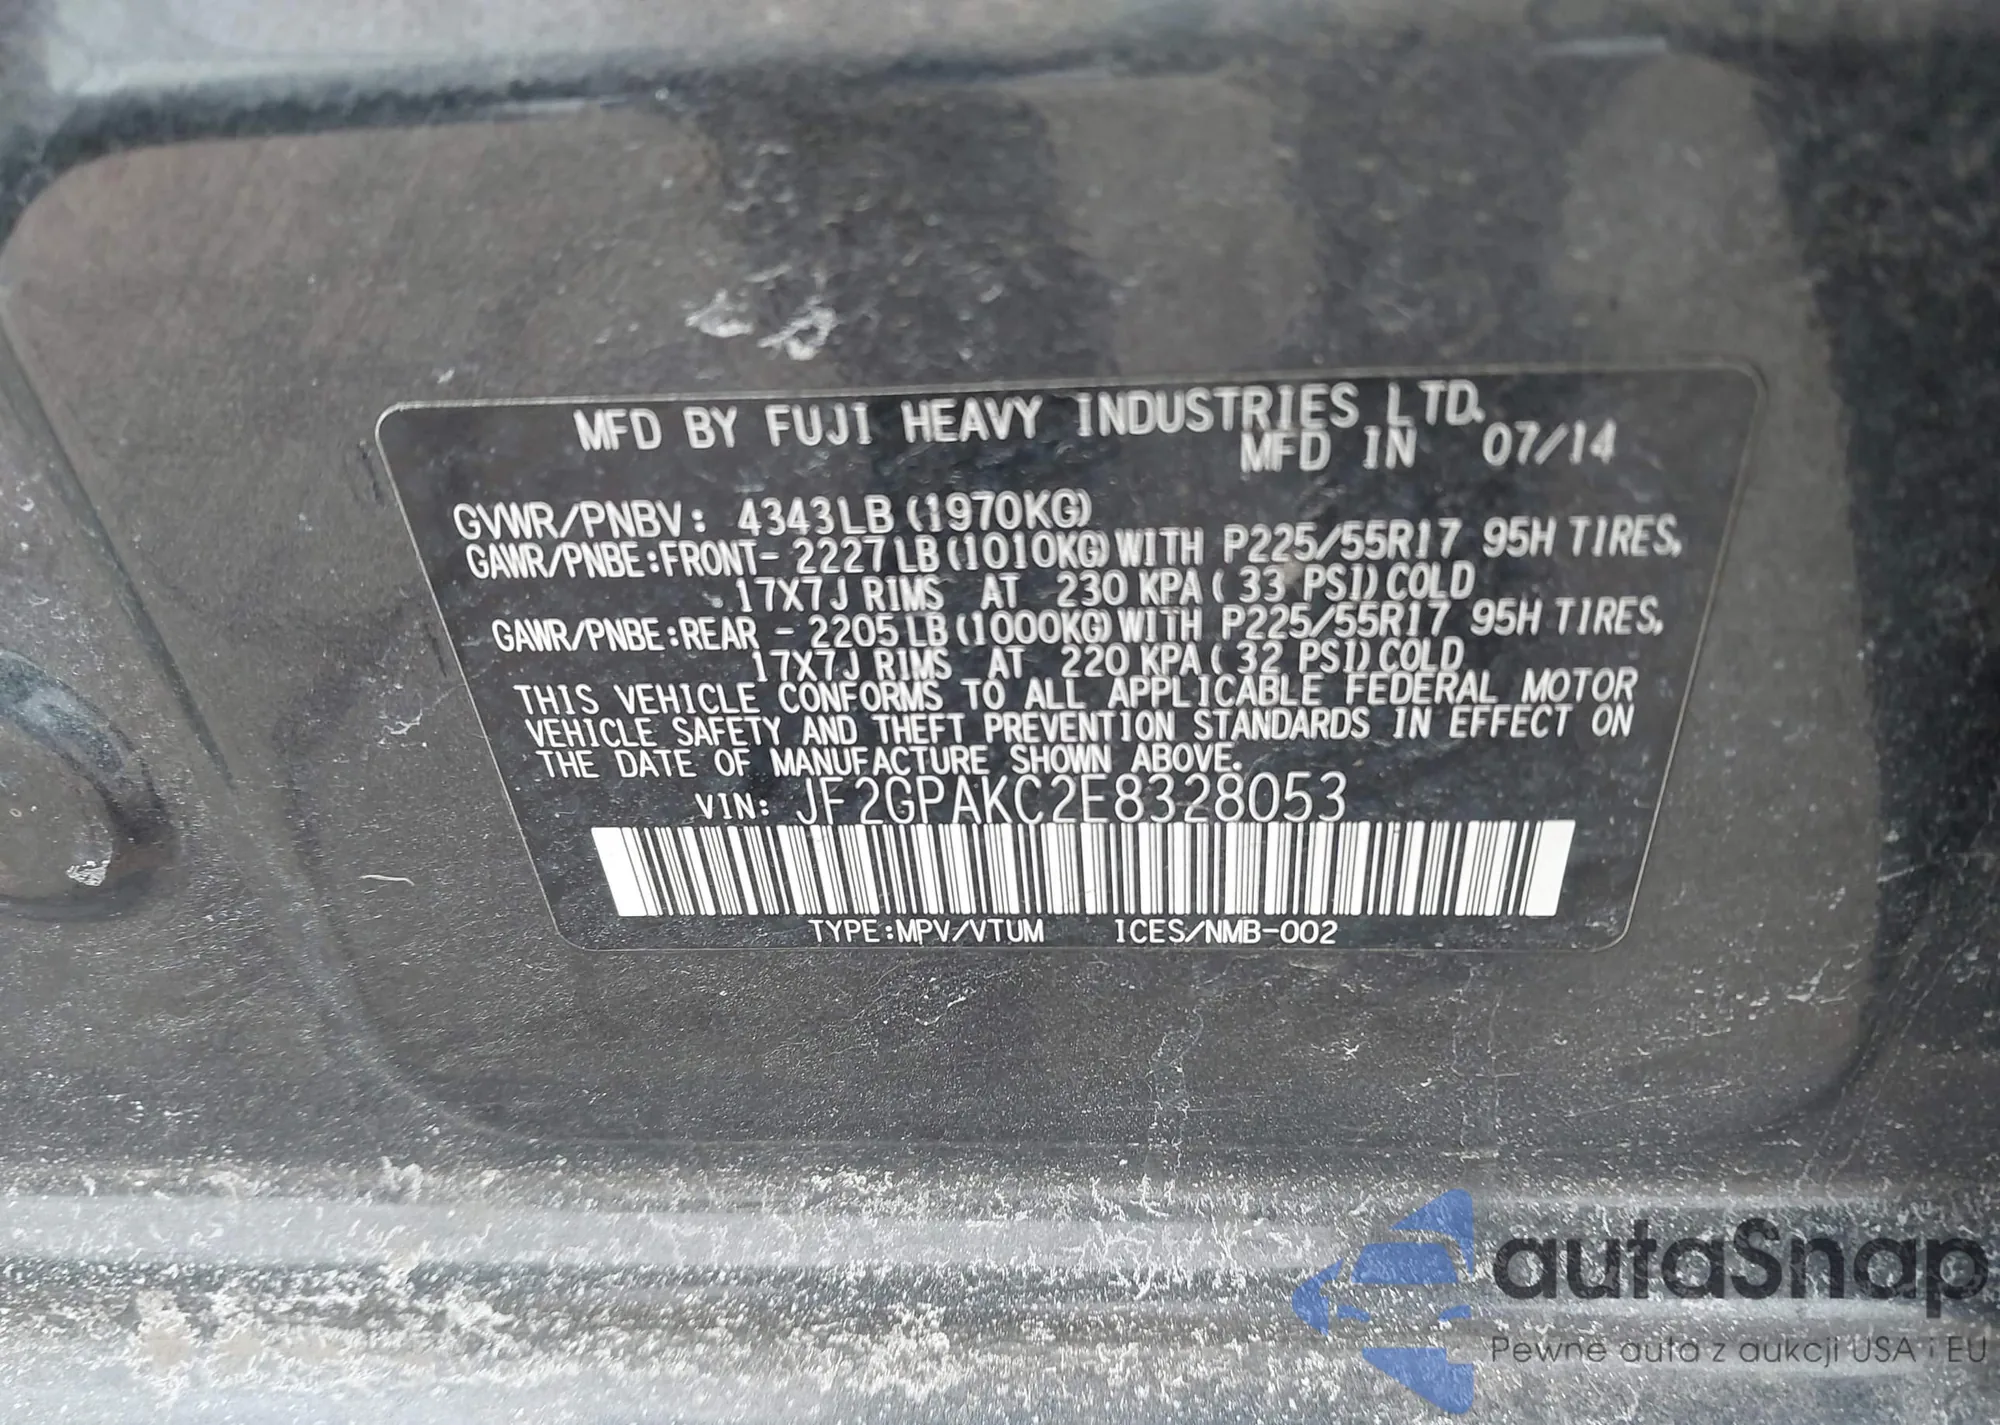 MFD BY FUJI HEAVY INDUSTRIES LTD.
MFD IN 07/14
GVWR/PNBV: 4343LB (1970KG)
GAWR/PNBE:FRONT- 2227LB(1010KG)WITH P225/55R17 95H TIRES,
17X7J RIMS AT 230 KPA( 33 PSI)COLD
GAWR/PNBE:REAR - 2205LB(1000KG)WITH P225/55R17 95H TIRES,
17X7J RIMS AT 220 KPA( 32 PSI)COLD
THIS VEHICLE CONFORMS TO ALL APPLICABLE FEDERAL MOTOR
VEHICLE SAFETY AND THEFT PREVENTION STANDARDS IN EFFECT ON
THE DATE OF MANUFACTURE SHOWN ABOVE.
VIN: JF2GPAKC2E8328053
TYPE:MPV/VTUM 1CES/NMB-002
autaSnap
Pewne auta z aukcji USA i EU